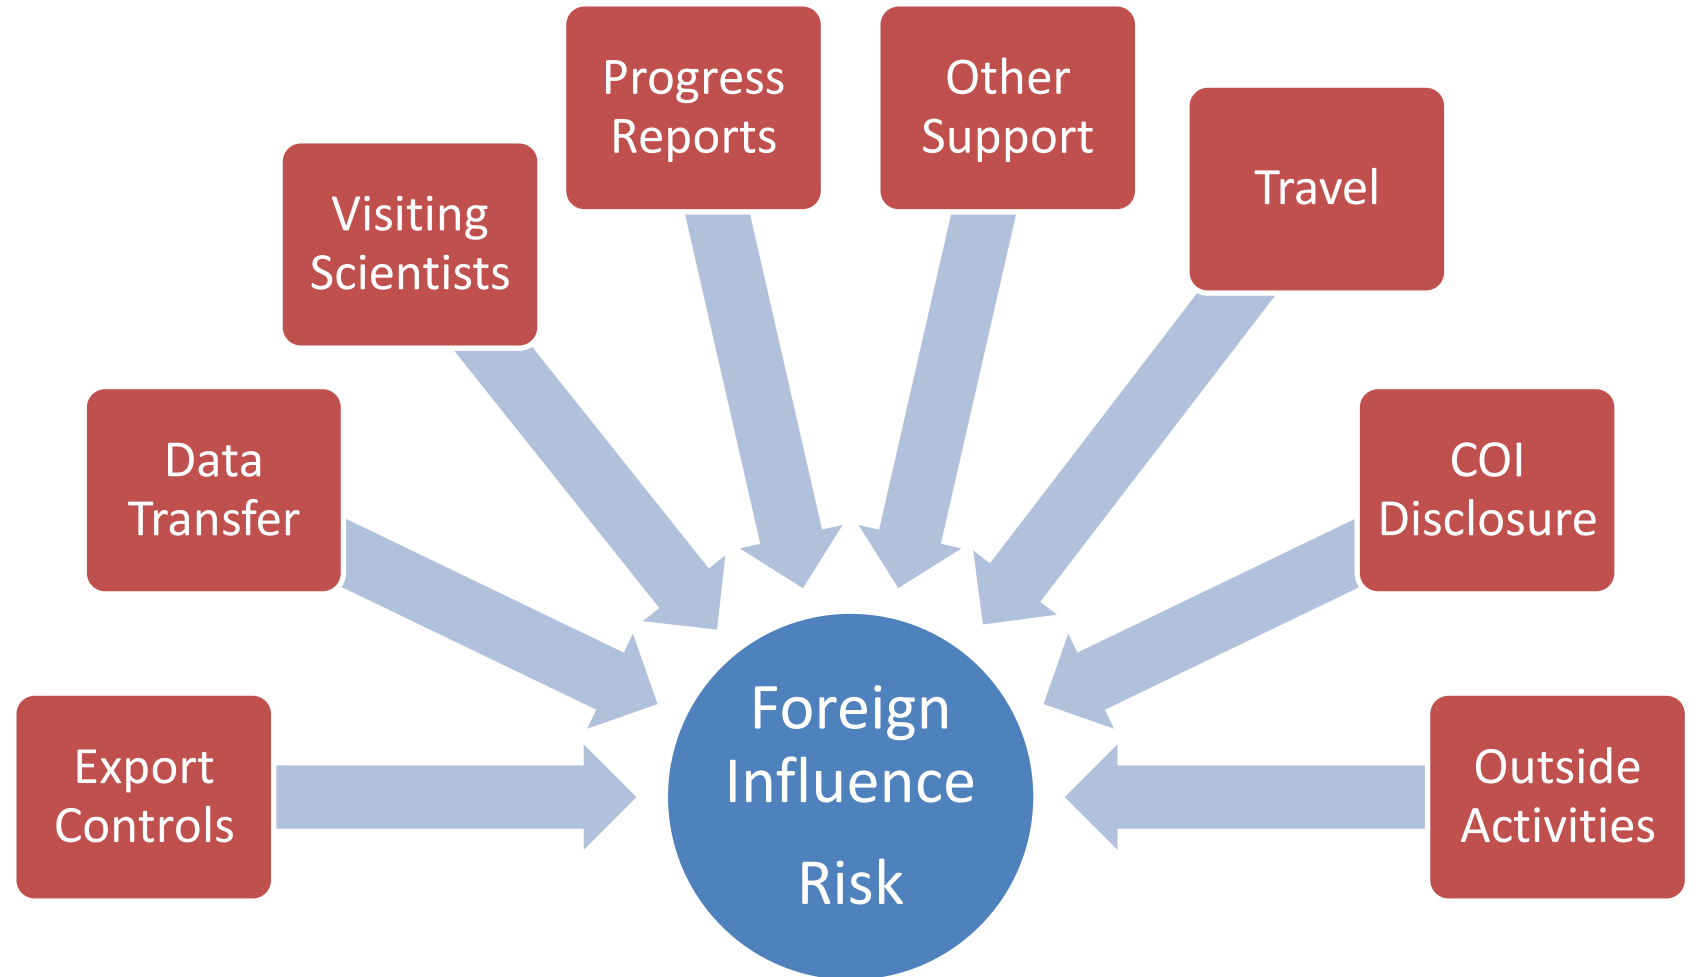 Progress
Reports
Other
Support
Travel
Visiting
Scientists
Data
Transfer
COI
Disclosure
Export
Controls
Foreign
Influence
Risk
Outside
Activities